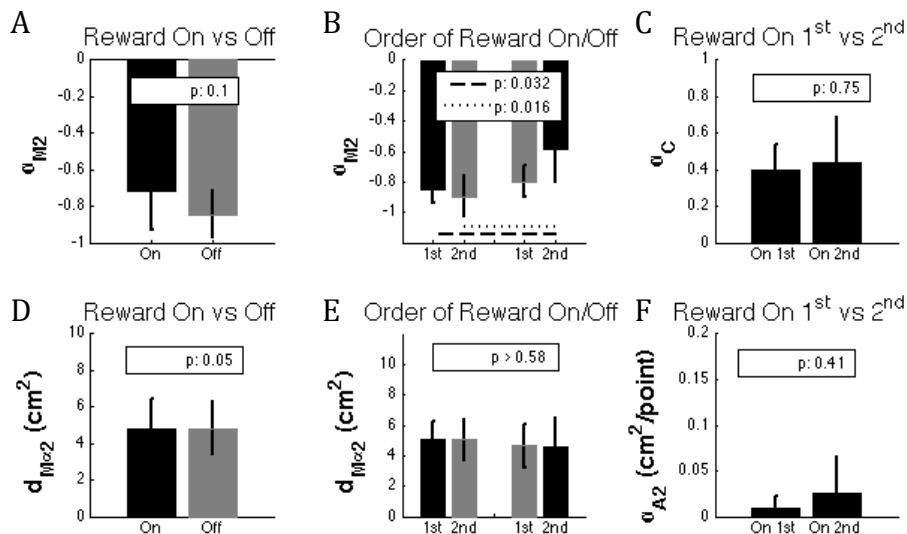 A
Reward On vs Off
0
-0.2
-0.4
-0.6
-0.8
-1
αM2
p: 0.1
On
Off
B
Order of Reward On/Off
0
-0.2
-0.4
-0.6
-0.8
-1
αM2
p: 0.032
p: 0.016
1st 2nd 1st 2nd
C
Reward On 1st vs 2nd
1
0.8
0.6
0.4
0.2
0
αC
p: 0.75
On 1st On 2nd
D
Reward On vs Off
10
8
6
4
2
0
dMα2 (cm2)
p: 0.05
On
Off
E
Order of Reward On/Off
10
8
6
4
2
0
dMα2 (cm2)
p > 0.58
1st 2nd 1st 2nd
F
Reward On 1st vs 2nd
0.2
0.15
0.1
0.05
0
αA2 (cm2/point)
p: 0.41
On 1st On 2nd